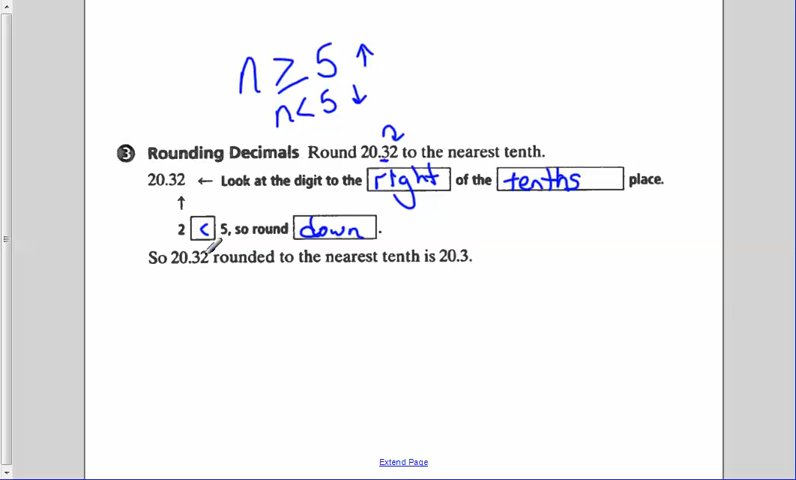 n ≥ 5 ↑
n < 5 ↓
3 Rounding Decimals Round 20.32 to the nearest tenth.
20.32 ← Look at the digit to the right of the tenths place.
↑
2 < 5, so round down.
So 20.32 rounded to the nearest tenth is 20.3.
Extend Page